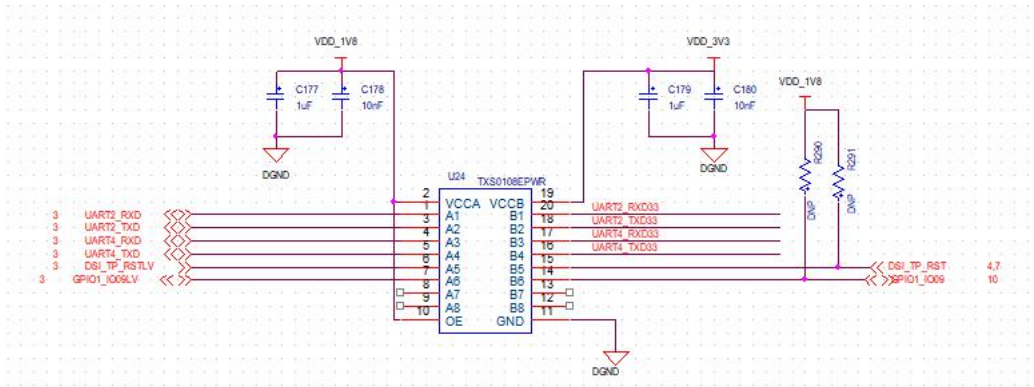 VDD_1V8
VDD_3V3
VDD_1V8
C177
1uF
C178
10nF
C179
1uF
C180
10nF
R290
DNP
R291
DNP
DGND
DGND
U24 TXS0108EPWR
2 VCCA VCCB 19
3 UART2_RXD 1 A1 B1 20 UART2_RXD33
3 UART2_TXD 3 A2 B2 18 UART2_TXD33
3 UART4_RXD 4 A3 B3 17 UART4_RXD33
3 UART4_TXD 5 A4 B4 16 UART4_TXD33
3 DSI_TP_RSTLV 6 A5 B5 15 DSI_TP_RST 4,7
3 GPIO1_IO09LV 7 A6 B6 14 GPIO1_IO09 10
8 A7 B7 13
9 A8 B8 12
10 OE GND 11
DGND